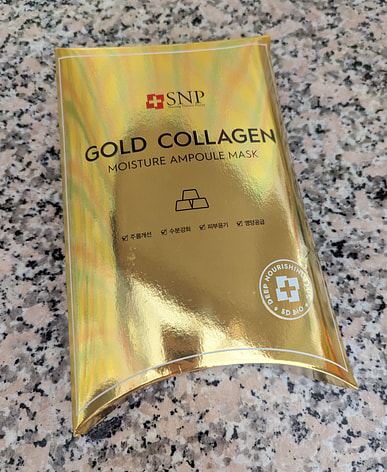 SNP
GOLD COLLAGEN
MOISTURE AMPOULE MASK
☑ 주름개선 ☑ 수분강화 ☑ 피부윤기 ☑ 영양공급
DEEP NOURISHING
SD BIO